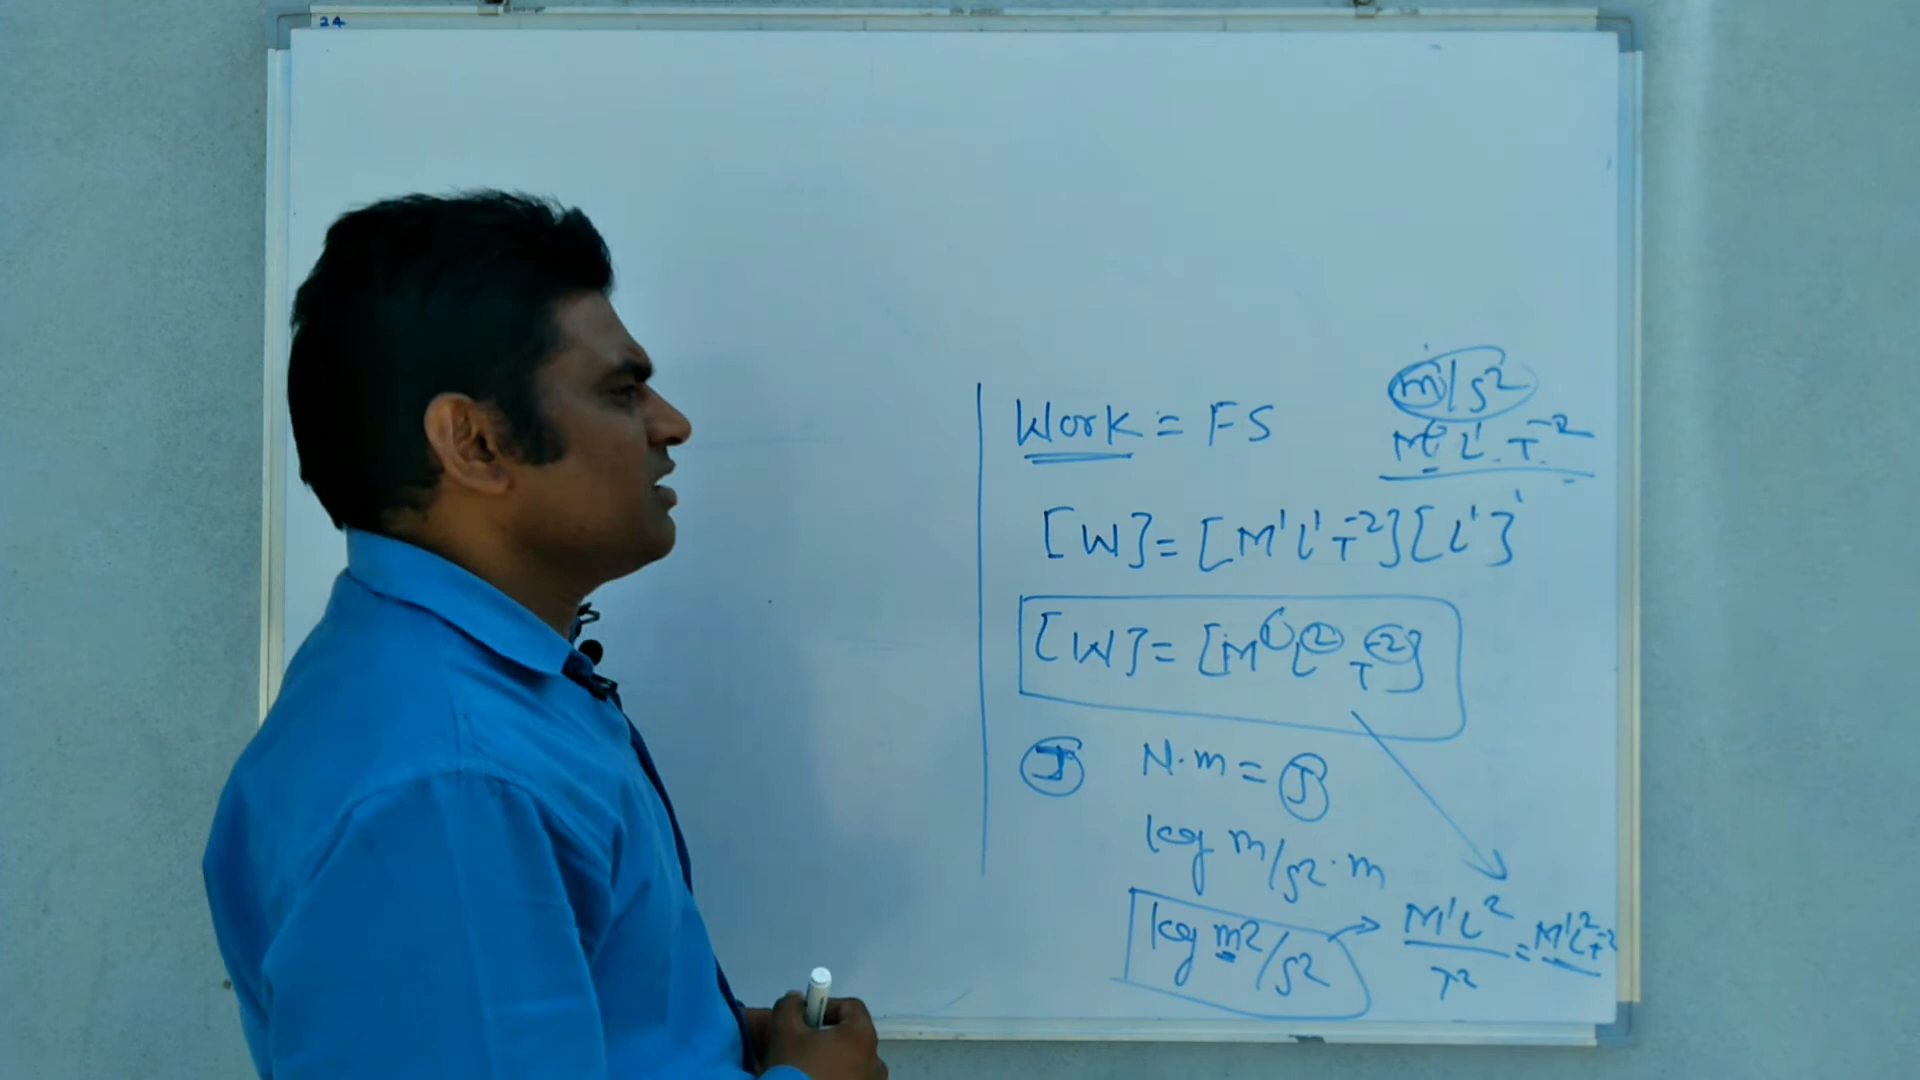 24
m/s²
M⁰ L¹ T⁻²
Work = FS
[W] = [M¹L¹T⁻²][L¹]
[W] = [M¹L²T⁻²]
J N.m = J
kg m/s².m
kg m²/s² → M¹L²/T² = M¹L²T⁻²